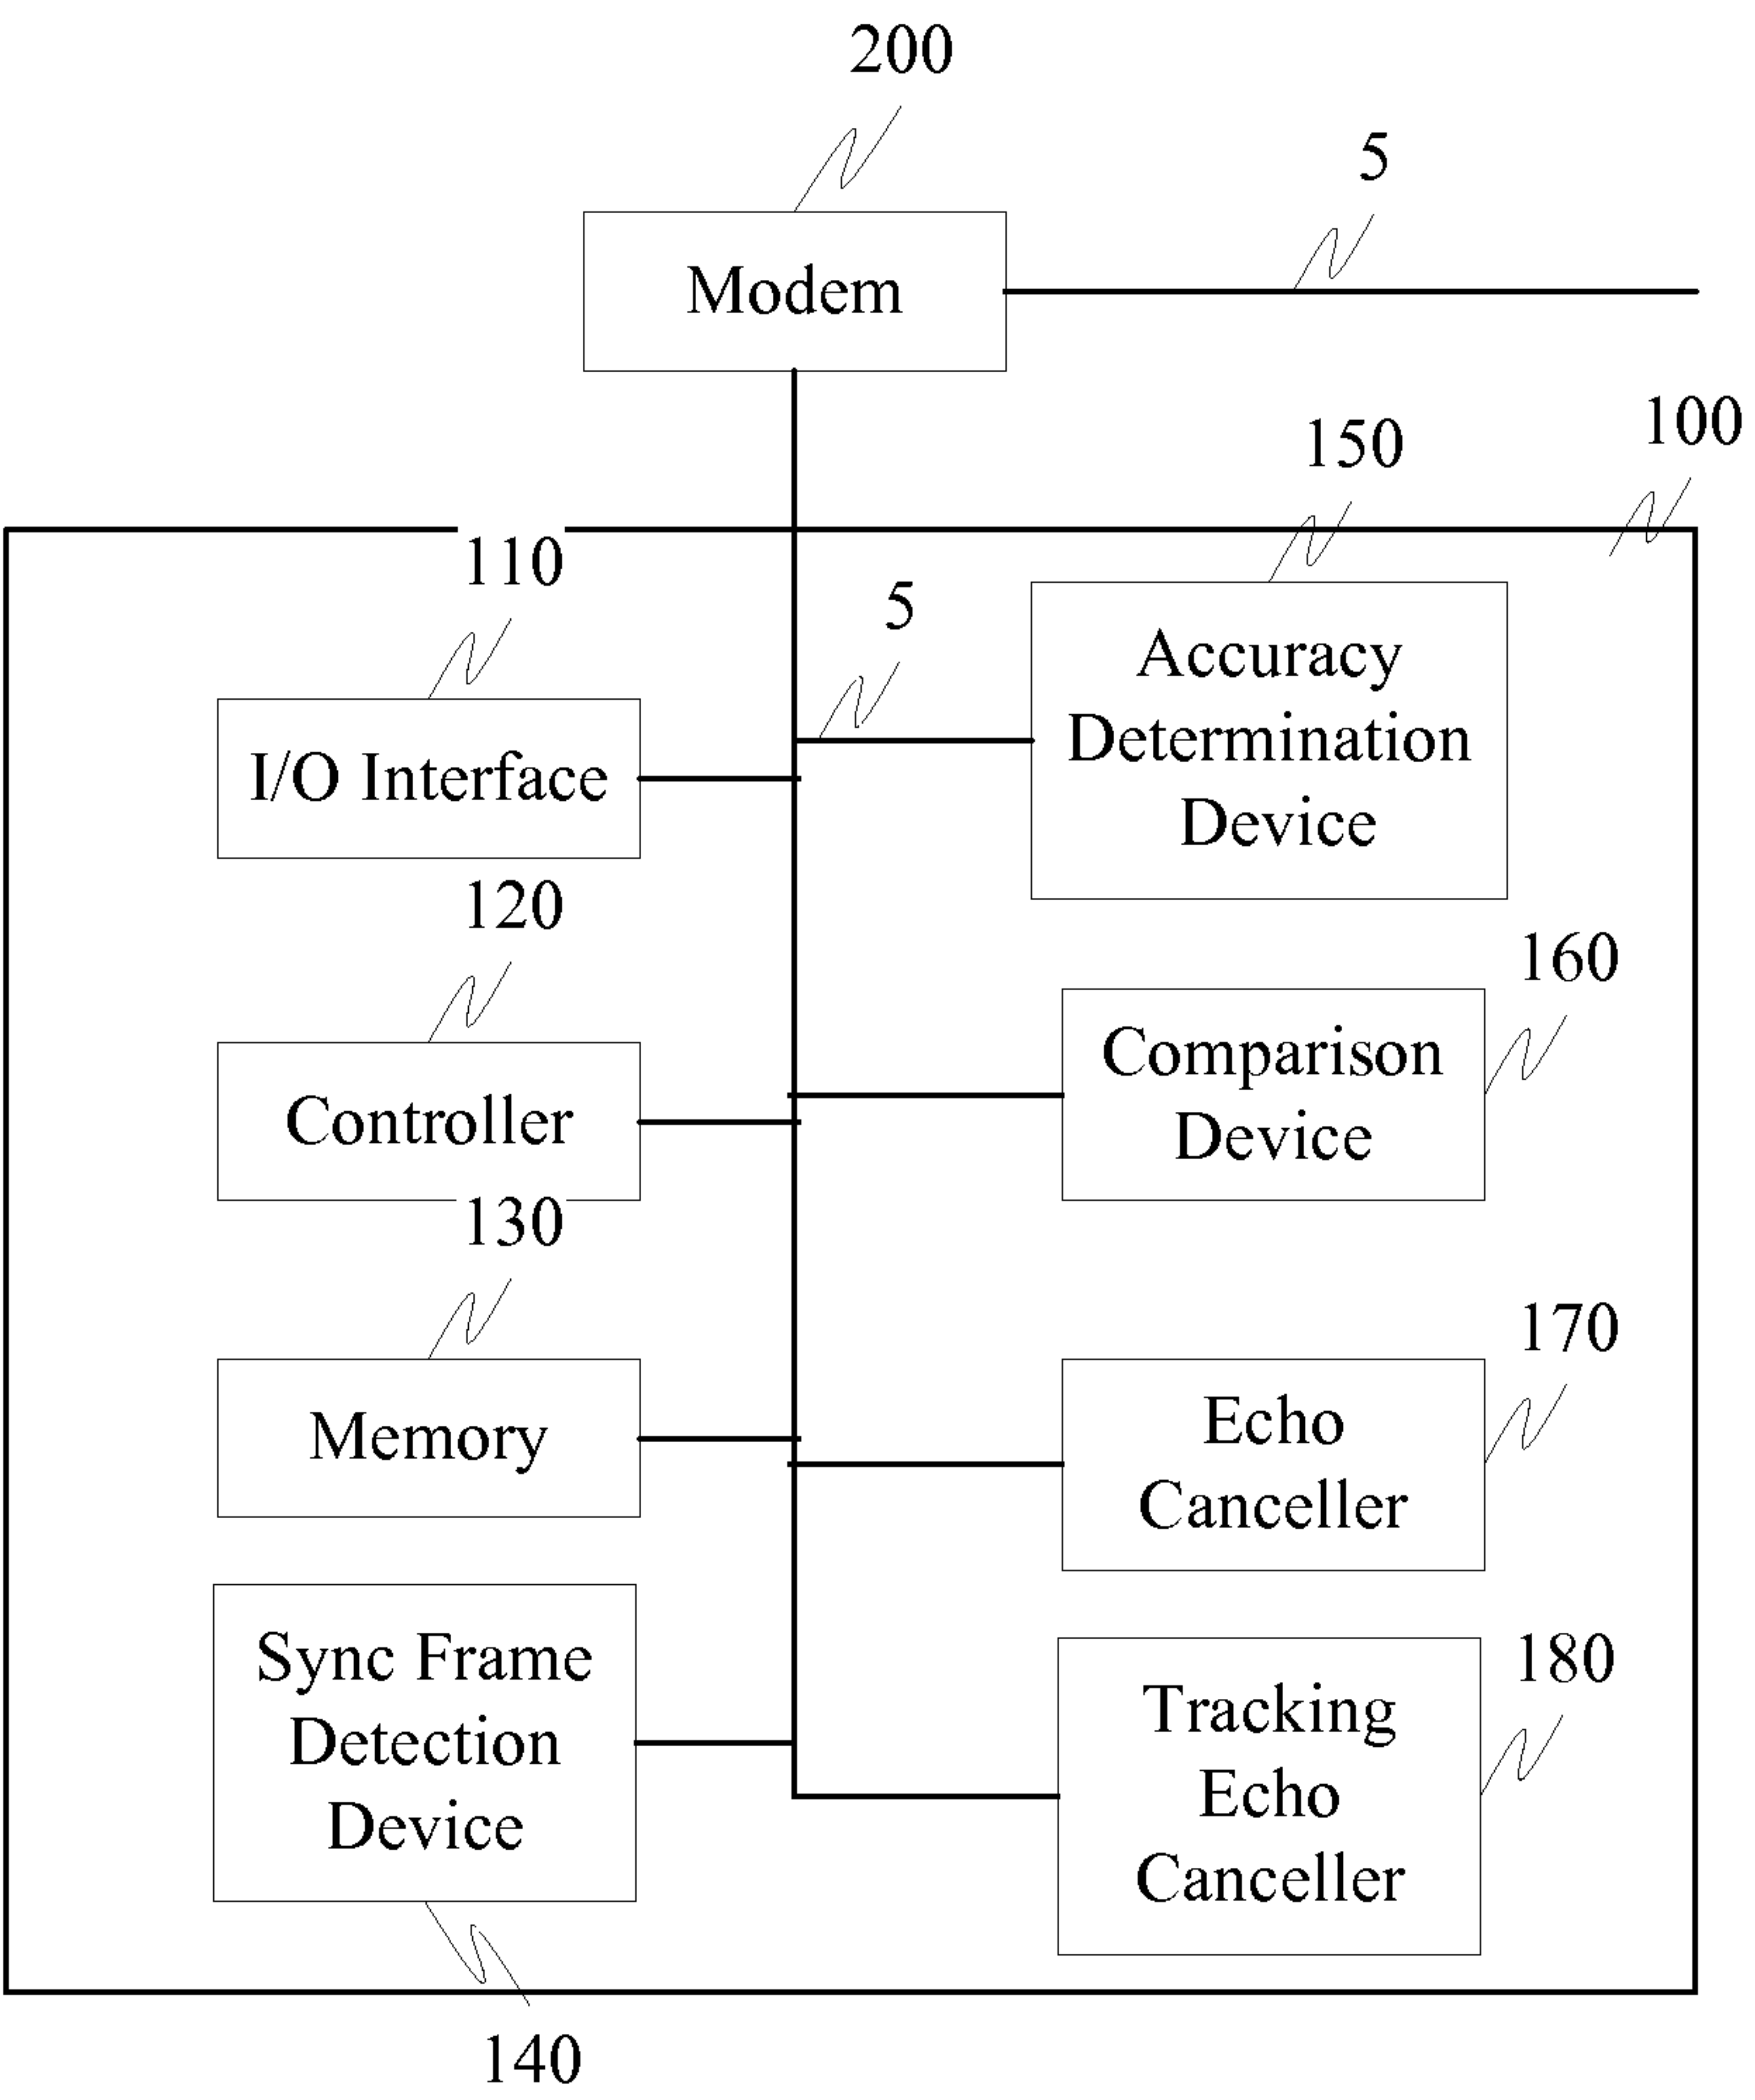 200
5
Modem
100
150
110
5
Accuracy
Determination
Device
I/O Interface
120
160
Comparison
Device
Controller
130
170
Echo
Canceller
Memory
180
Sync Frame
Detection
Device
Tracking
Echo
Canceller
140